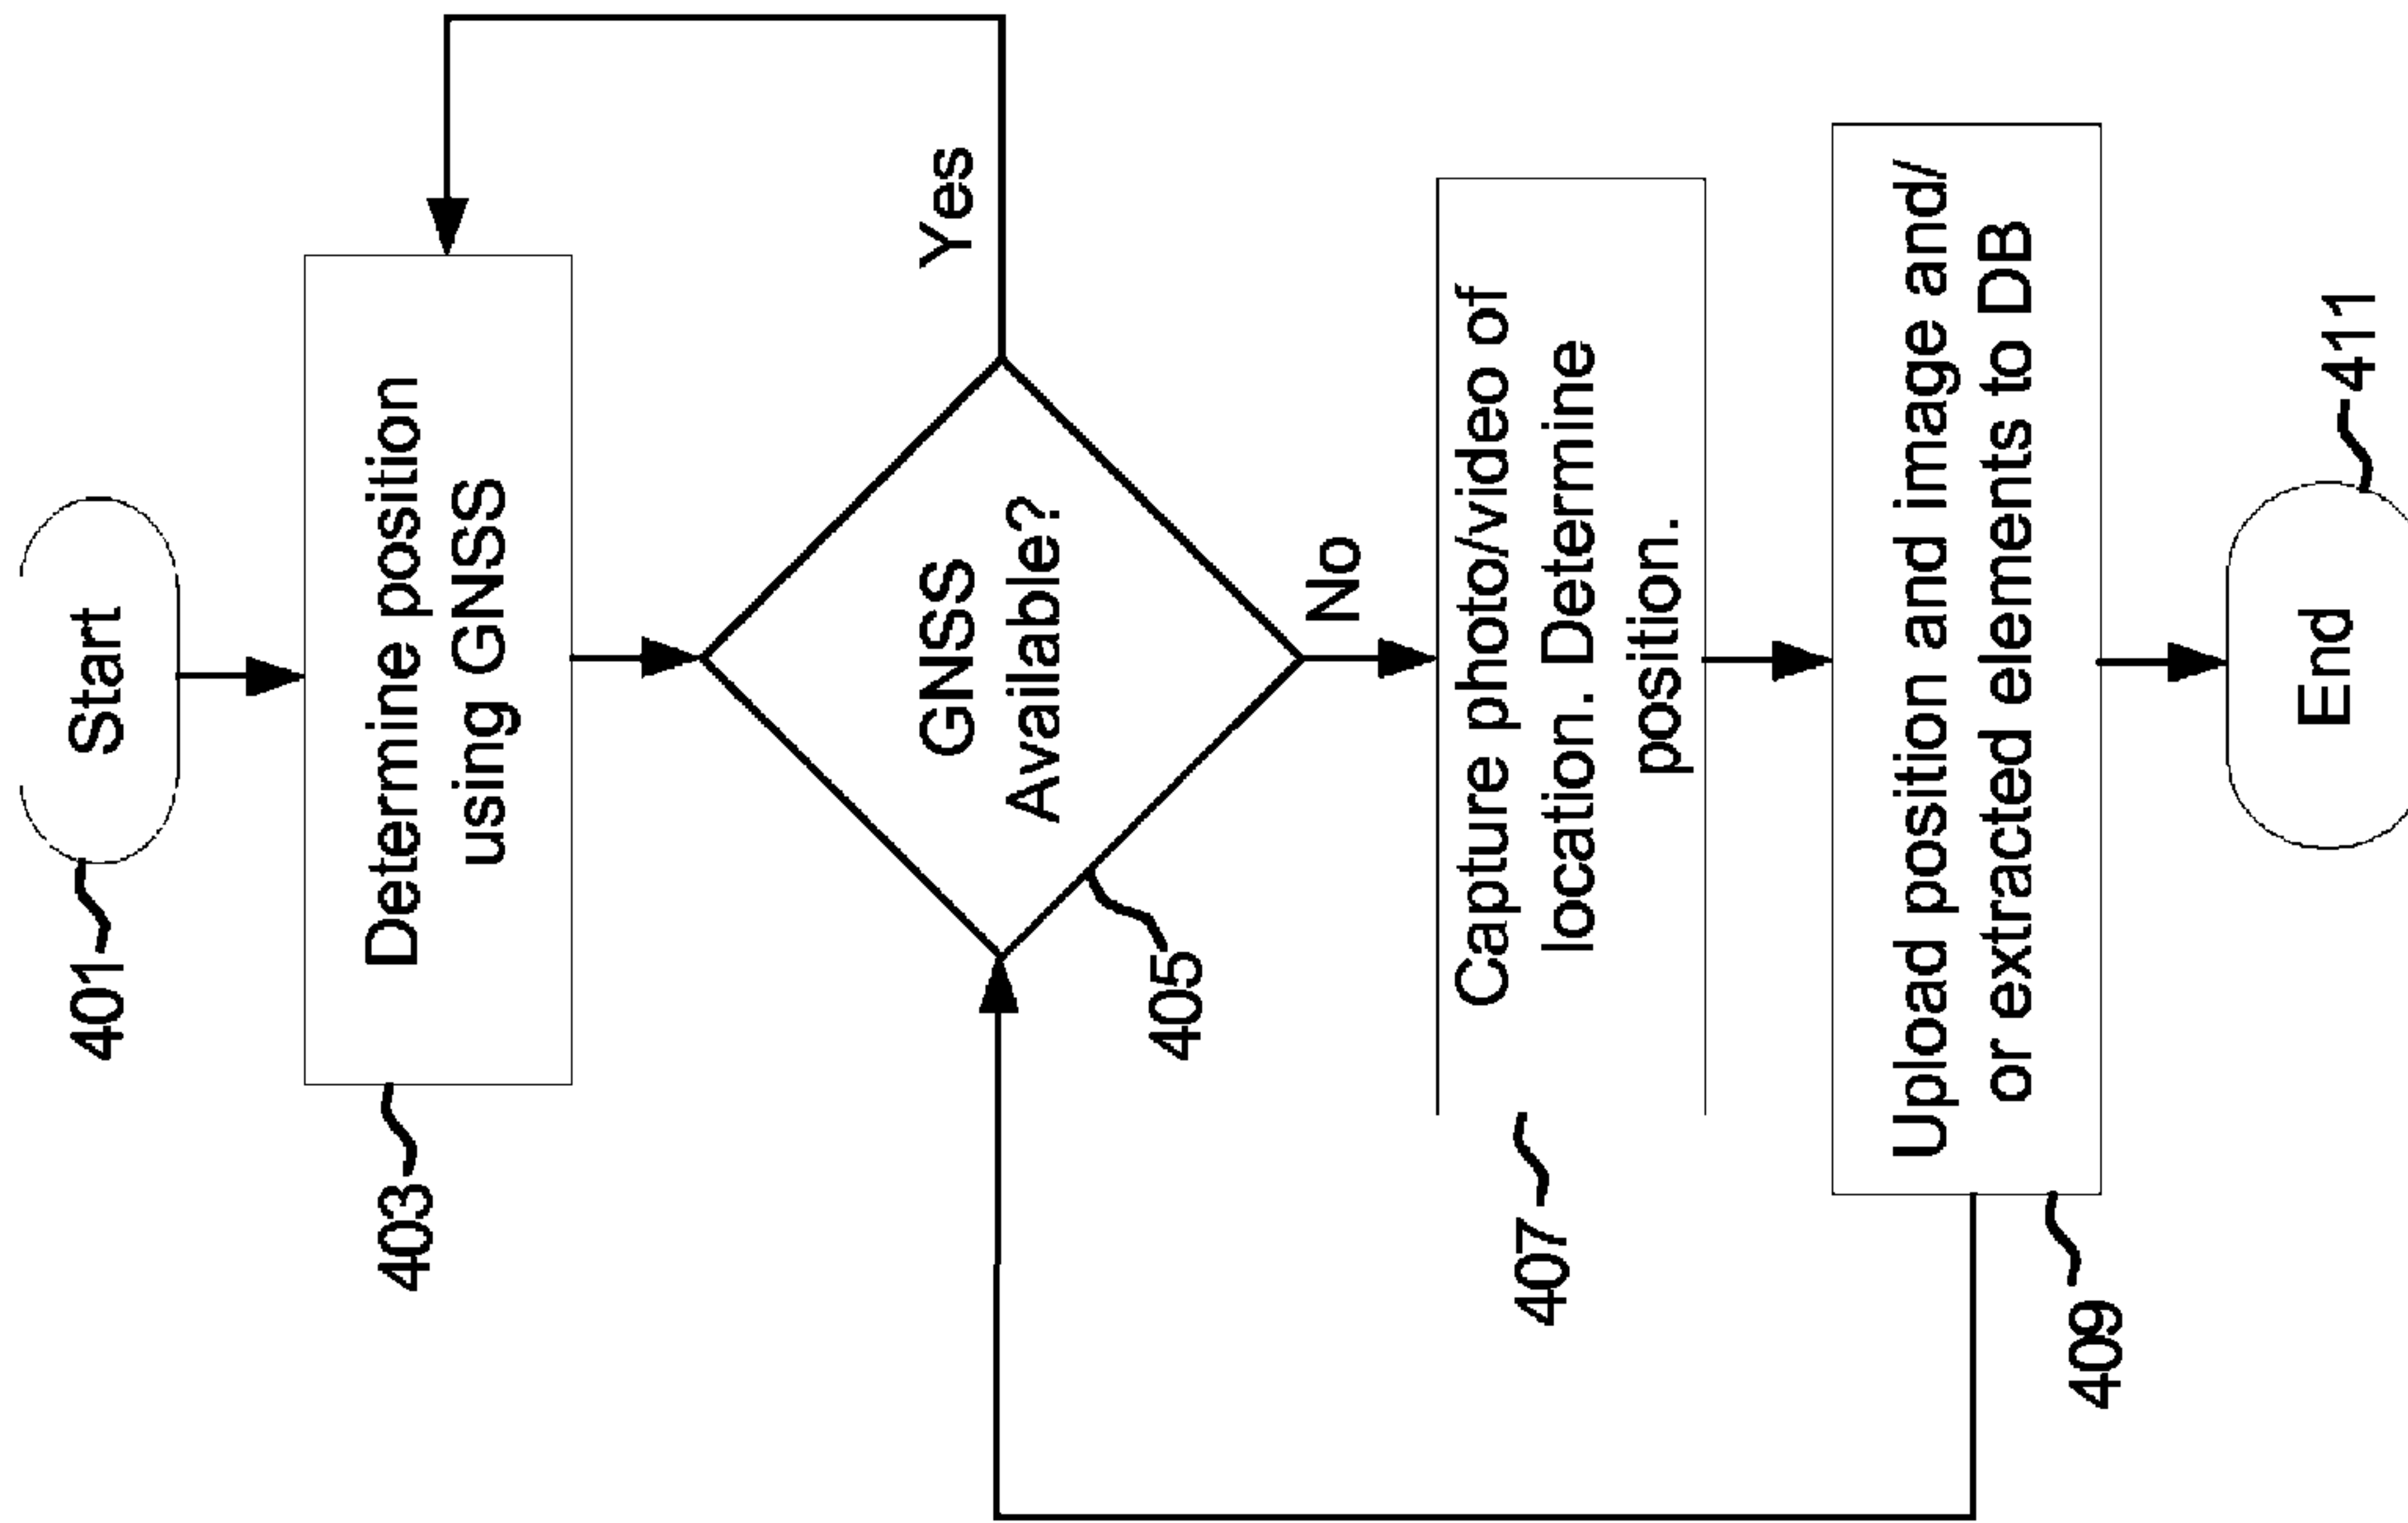 401
Start
403
Determine position
using GNSS
GNSS
Available?
Yes
405
No
407
Capture photo/video of
location. Determine
position.
409
Upload position and image and/
or extracted elements to DB
End
411